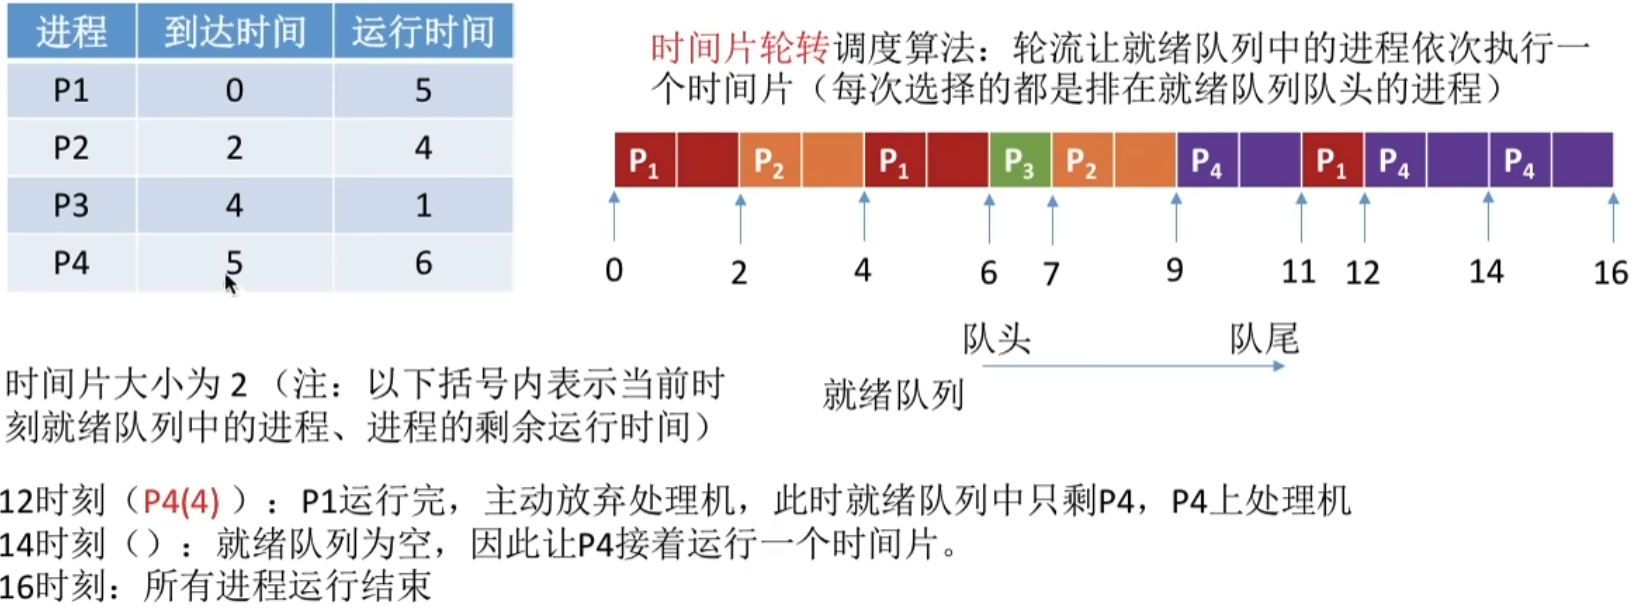 进程 到达时间 运行时间
P1 0 5
P2 2 4
P3 4 1
P4 5 6
时间片轮转调度算法：轮流让就绪队列中的进程依次执行一
个时间片（每次选择的都是排在就绪队列队头的进程）
P1 P2 P1 P3 P2 P4 P1 P4 P4
0 2 4 6 7 9 11 12 14 16
队头 队尾
就绪队列
时间片大小为 2 （注：以下括号内表示当前时
刻就绪队列中的进程、进程的剩余运行时间）
12时刻（P4(4) ）：P1运行完，主动放弃处理机，此时就绪队列中只剩P4，P4上处理机
14时刻（）：就绪队列为空，因此让P4接着运行一个时间片。
16时刻：所有进程运行结束